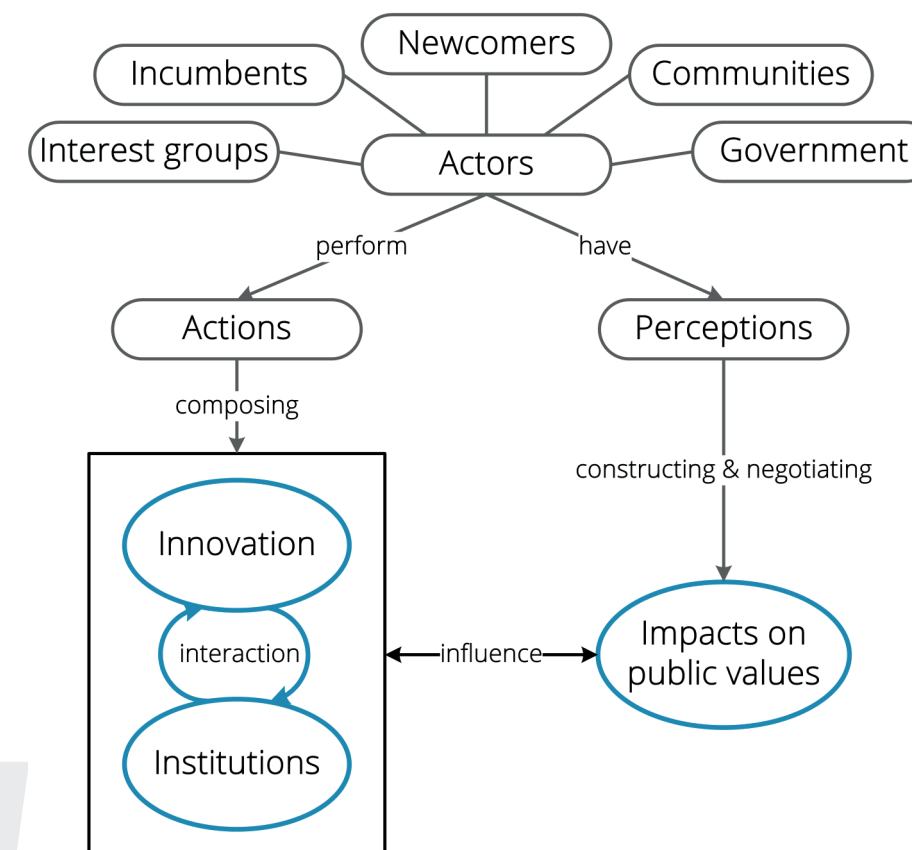 Newcomers
Incumbents
Communities
Interest groups
Actors
Government
perform
have
Actions
Perceptions
composing
constructing & negotiating
Innovation
interaction
influence
Impacts on
public values
Institutions